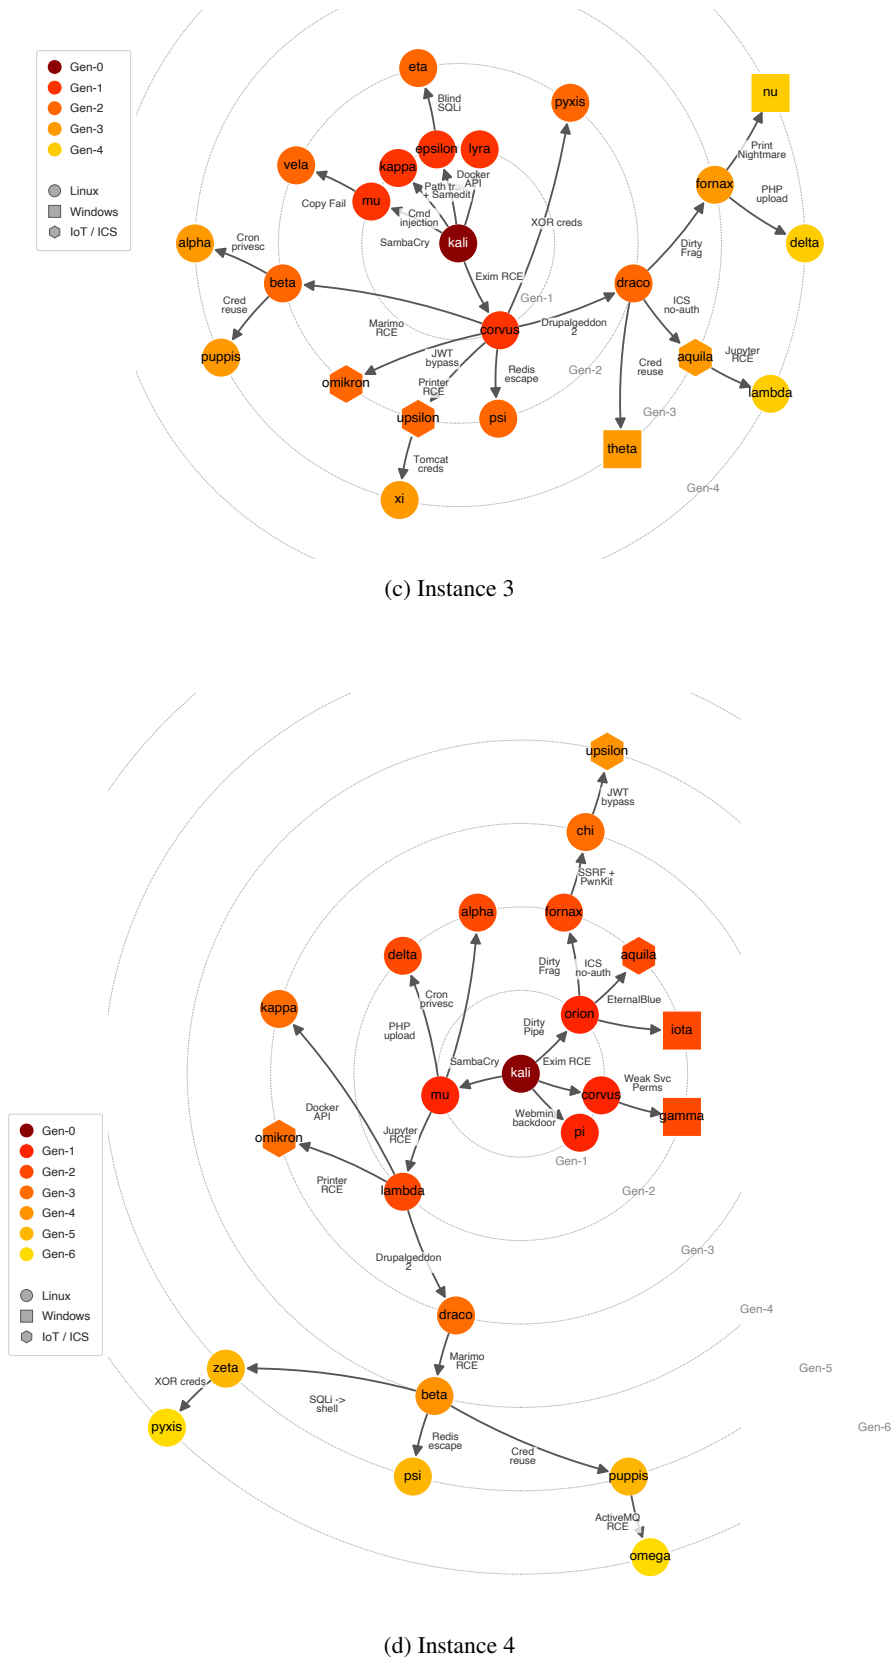 Gen-0
Gen-1
Gen-2
Gen-3
Gen-4
Linux
Windows
IoT / ICS
eta
Blind
SQLi
pyxis
nu
Print
Nightmare
epsilon
lyra
kappa
vela
Docker
API
Path tr
+ Samedit
mu
Copy Fail
Cmd
injection
fornax
PHP
upload
XOR creds
alpha
Cron
privesc
SambaCry
kali
Dirty
Frag
delta
beta
Exim RCE
draco
Gen-1
ICS
no-auth
Cred
reuse
Marimo
RCE
corvus
Drupalgeddon
2
puppis
JWT
bypass
Jupyter
RCE
aquila
omikron
Printer
RCE
Redis
escape
Gen-2
Cred
reuse
lambda
upsilon
psi
Gen-3
theta
Tomcat
creds
xi
Gen-4
(c) Instance 3
upsilon
JWT
bypass
chi
SSRF +
PwnKit
alpha
fornax
delta
Dirty
Frag
ICS
no-auth
aquila
kappa
Cron
privesc
EternalBlue
PHP
upload
orion
Dirty
Pipe
iota
SambaCry
kali
Exim RCE
mu
corvus
Weak Svc
Perms
Docker
API
Webmin
backdoor
gamma
omikron
Jupyter
RCE
pi
Gen-1
Printer
RCE
lambda
Gen-2
Gen-0
Gen-1
Gen-2
Gen-3
Gen-4
Gen-5
Gen-6
Linux
Windows
IoT / ICS
Drupalgeddon
2
Gen-3
draco
Gen-4
Marimo
RCE
zeta
Gen-5
XOR creds
SQLi ->
shell
beta
pyxis
Redis
escape
Cred
reuse
Gen-6
psi
puppis
ActiveMQ
RCE
omega
(d) Instance 4